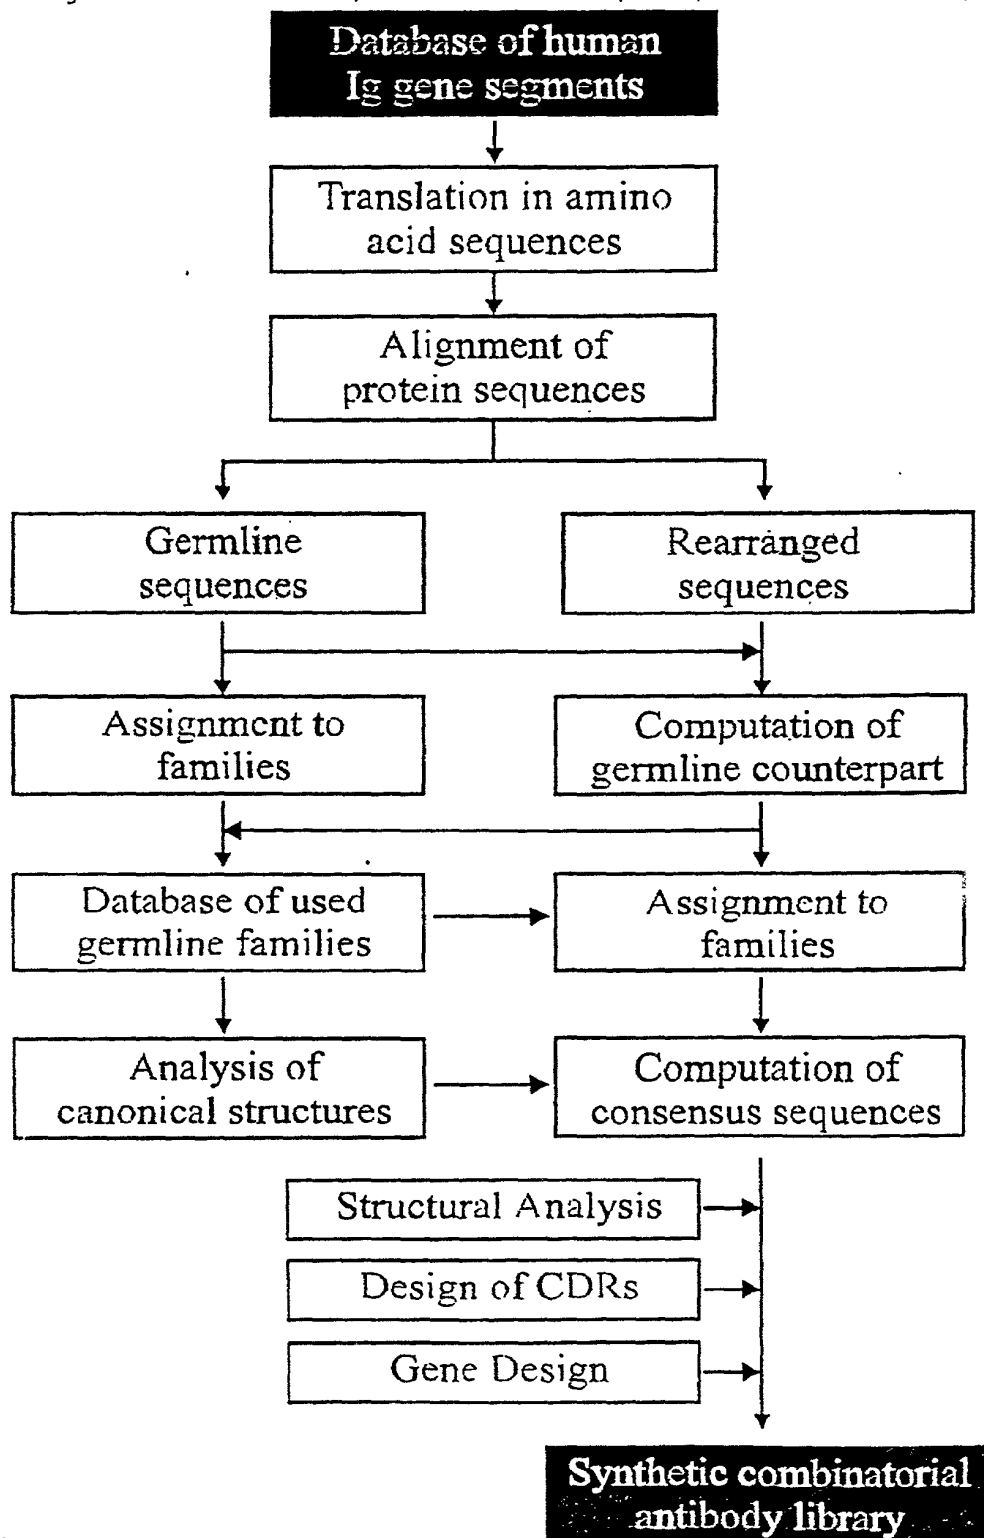 Database of human
Ig gene segments
Translation in amino
acid sequences
Alignment of
protein sequences
Germline
sequences
Rearranged
sequences
Assignment to
families
Computation of
germline counterpart
Database of used
germline families
Assignment to
families
Analysis of
canonical structures
Computation of
consensus sequences
Structural Analysis
Design of CDRs
Gene Design
Synthetic combinatorial
antibody library